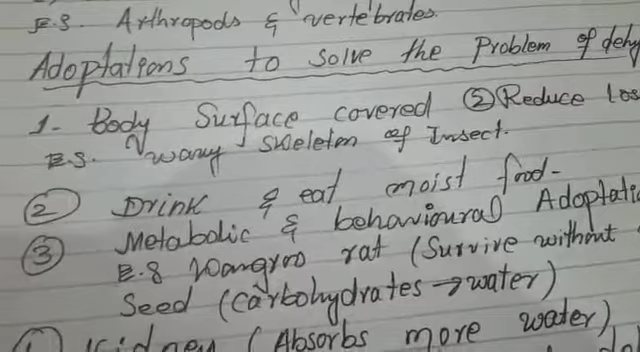 E.g. Arthropods & vertebrates.
Adoptations to solve the Problem of dehy
1- Body Surface covered ② Reduce los
E.g. waxy skeleton of Insect.
② Drink & eat moist food-
③ Metabolic & behavioural Adoptatio
E.g Kangroo rat (Survive without
Seed (Carbohydrates → water)
Kidney (Absorbs more water)